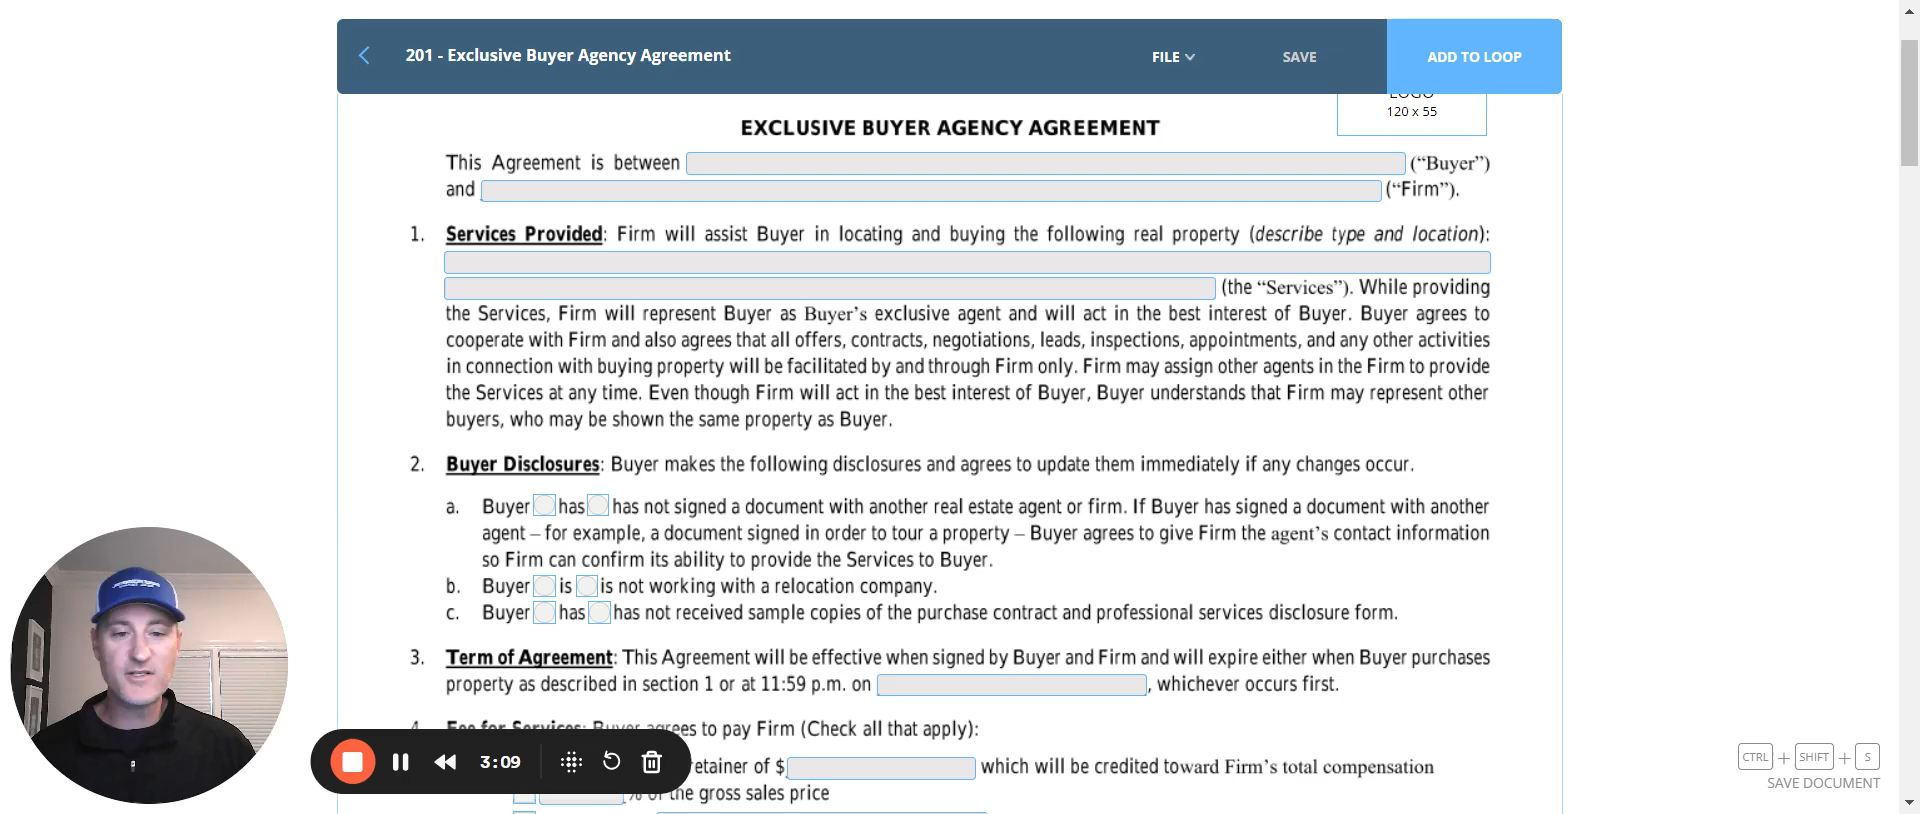 201 - Exclusive Buyer Agency Agreement
FILE
SAVE
ADD TO LOOP
120 x 55
EXCLUSIVE BUYER AGENCY AGREEMENT
This Agreement is between (“Buyer”)
and (“Firm”).
1. Services Provided: Firm will assist Buyer in locating and buying the following real property (describe type and location):
(the “Services”). While providing
the Services, Firm will represent Buyer as Buyer’s exclusive agent and will act in the best interest of Buyer. Buyer agrees to
cooperate with Firm and also agrees that all offers, contracts, negotiations, leads, inspections, appointments, and any other activities
in connection with buying property will be facilitated by and through Firm only. Firm may assign other agents in the Firm to provide
the Services at any time. Even though Firm will act in the best interest of Buyer, Buyer understands that Firm may represent other
buyers, who may be shown the same property as Buyer.
2. Buyer Disclosures: Buyer makes the following disclosures and agrees to update them immediately if any changes occur.
a. Buyer has has not signed a document with another real estate agent or firm. If Buyer has signed a document with another
agent – for example, a document signed in order to tour a property – Buyer agrees to give Firm the agent’s contact information
so Firm can confirm its ability to provide the Services to Buyer.
b. Buyer is is not working with a relocation company.
c. Buyer has has not received sample copies of the purchase contract and professional services disclosure form.
3. Term of Agreement: This Agreement will be effective when signed by Buyer and Firm and will expire either when Buyer purchases
property as described in section 1 or at 11:59 p.m. on , whichever occurs first.
4. Fee for Services: Buyer agrees to pay Firm (Check all that apply):
etainer of $ which will be credited toward Firm’s total compensation
% of the gross sales price
3:09
CTRL + SHIFT + S
SAVE DOCUMENT